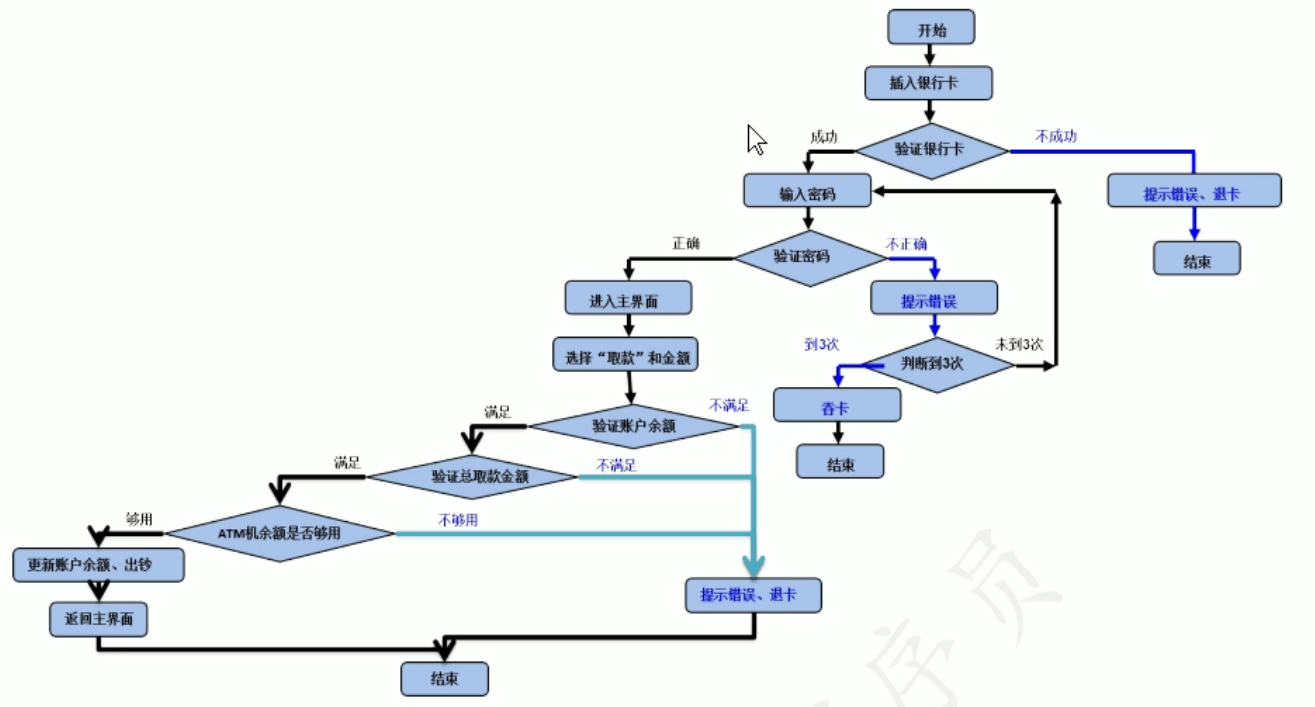 开始
插入银行卡
成功
验证银行卡
不成功
输入密码
提示错误、退卡
正确
验证密码
不正确
结束
进入主界面
提示错误
选择“取款”和金额
到3次
判断到3次
未到3次
满足
验证账户余额
不满足
吞卡
满足
验证总取款金额
不满足
结束
够用
ATM机余额是否够用
不够用
更新账户余额、出钞
提示错误、退卡
返回主界面
结束
序员